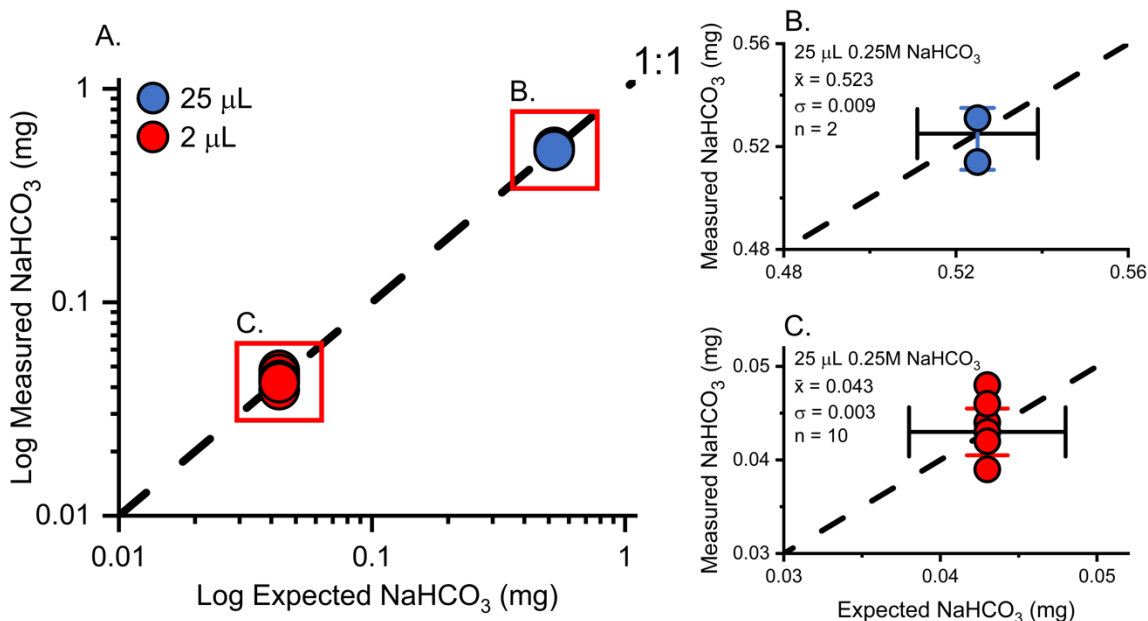 A.
1:1
25 μL
2 μL
B.
C.
1
0.1
0.01
0.01
0.1
1
Log Measured NaHCO₃ (mg)
Log Expected NaHCO₃ (mg)
B.
25 μL 0.25M NaHCO₃
x̄ = 0.523
σ = 0.009
n = 2
0.56
0.52
0.48
0.48
0.52
0.56
Measured NaHCO₃ (mg)
C.
25 μL 0.25M NaHCO₃
x̄ = 0.043
σ = 0.003
n = 10
0.05
0.04
0.03
0.03
0.04
0.05
Measured NaHCO₃ (mg)
Expected NaHCO₃ (mg)